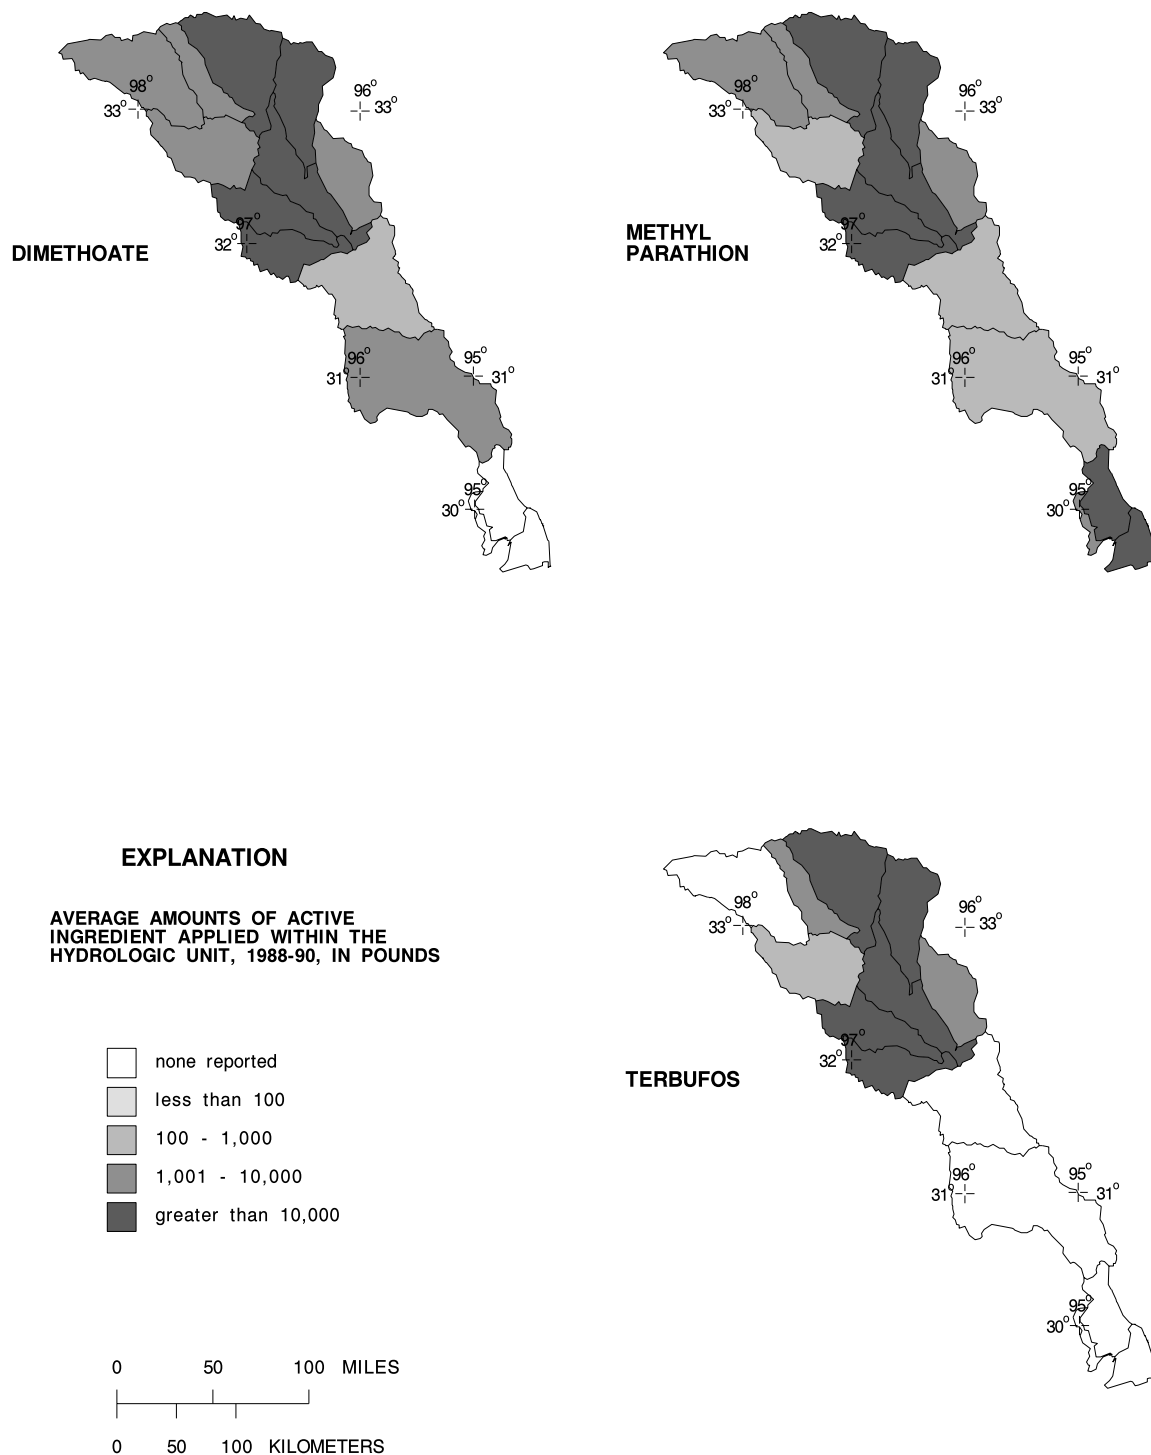 98°
33°
96°
33°
97°
32°
DIMETHOATE
96°
31°
95°
31°
95°
30°
98°
33°
96°
33°
97°
32°
METHYL
PARATHION
96°
31°
95°
31°
95°
30°
EXPLANATION
AVERAGE AMOUNTS OF ACTIVE
INGREDIENT APPLIED WITHIN THE
HYDROLOGIC UNIT, 1988-90, IN POUNDS
none reported
less than 100
100 - 1,000
1,001 - 10,000
greater than 10,000
0 50 100 MILES
0 50 100 KILOMETERS
98°
33°
96°
33°
97°
32°
TERBUFOS
96°
31°
95°
31°
95°
30°